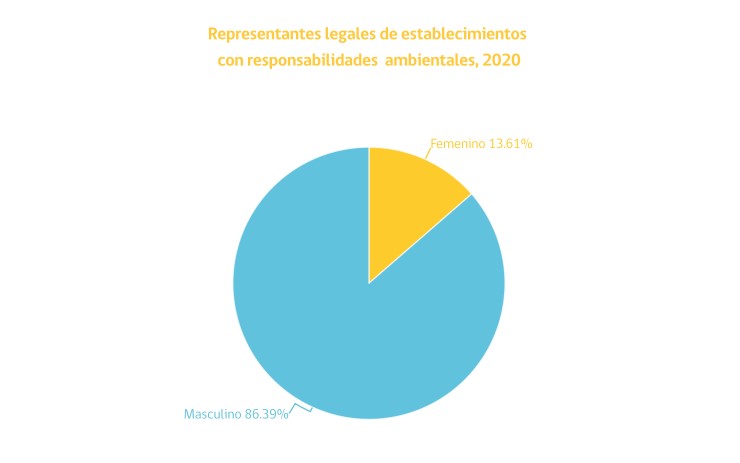 Representantes legales de establecimientos
con responsabilidades ambientales, 2020
Femenino 13.61%
Masculino 86.39%